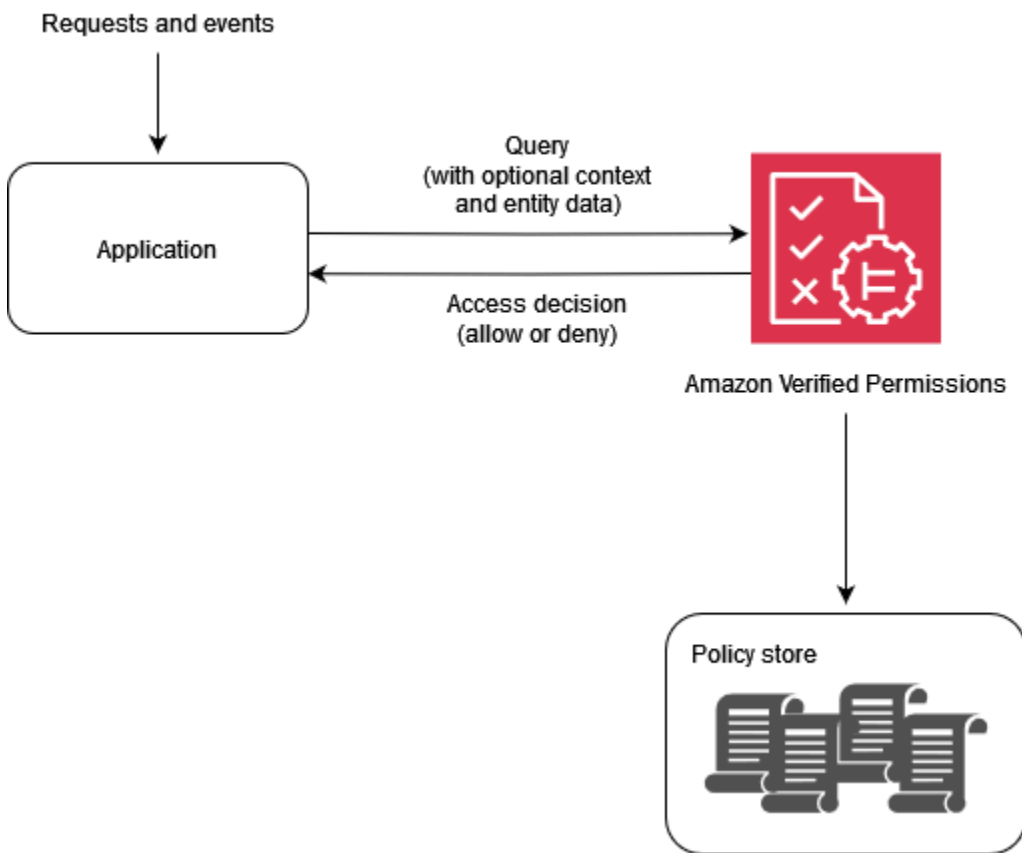 Requests and events
Query
(with optional context
and entity data)
Application
Access decision
(allow or deny)
Amazon Verified Permissions
Policy store